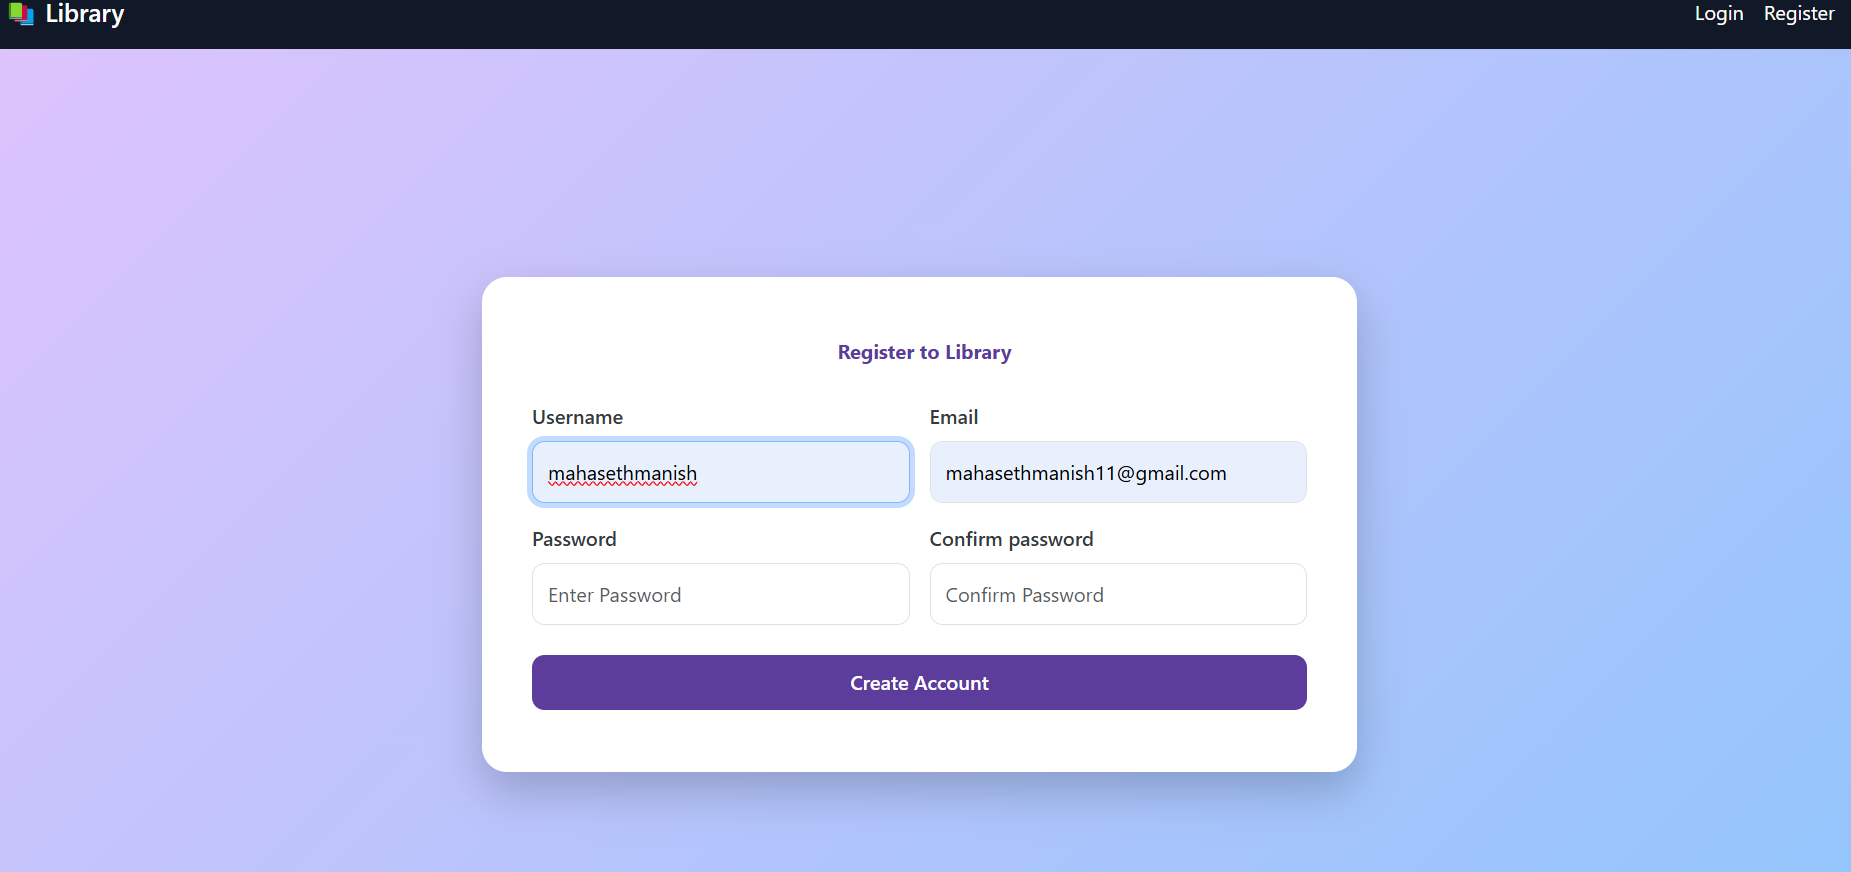 Library
Login Register
Register to Library
Username Email
mahasethmanish mahasethmanish11@gmail.com
Password Confirm password
Enter Password Confirm Password
Create Account